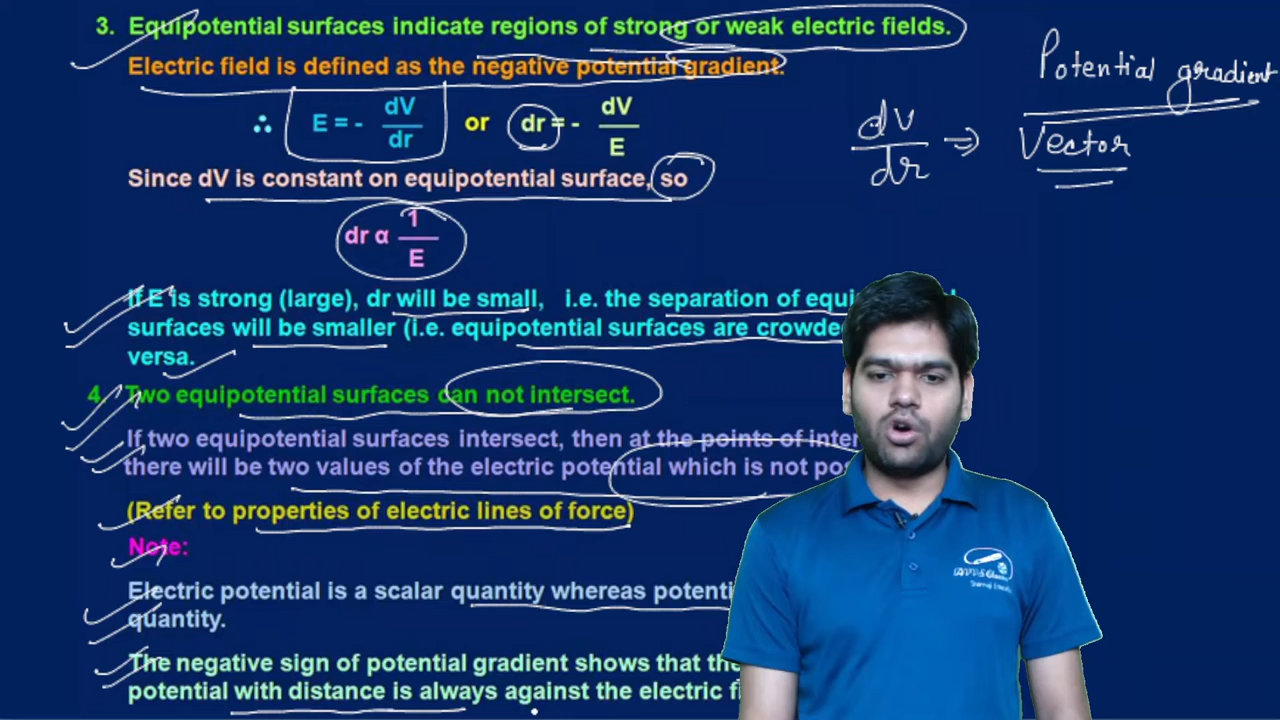 3. Equipotential surfaces indicate regions of strong or weak electric fields.
Electric field is defined as the negative potential gradient.
∴ E = - dV/dr or dr = - dV/E
Since dV is constant on equipotential surface, so
dr α 1/E
If E is strong (large), dr will be small, i.e. the separation of equi
surfaces will be smaller (i.e. equipotential surfaces are crowde
versa.
4. Two equipotential surfaces can not intersect.
If two equipotential surfaces intersect, then at the points of inter
there will be two values of the electric potential which is not po
(Refer to properties of electric lines of force)
Note:
Electric potential is a scalar quantity whereas potenti
quantity.
The negative sign of potential gradient shows that the
potential with distance is always against the electric fi
Potential gradient
dv/dr ⇒ Vector